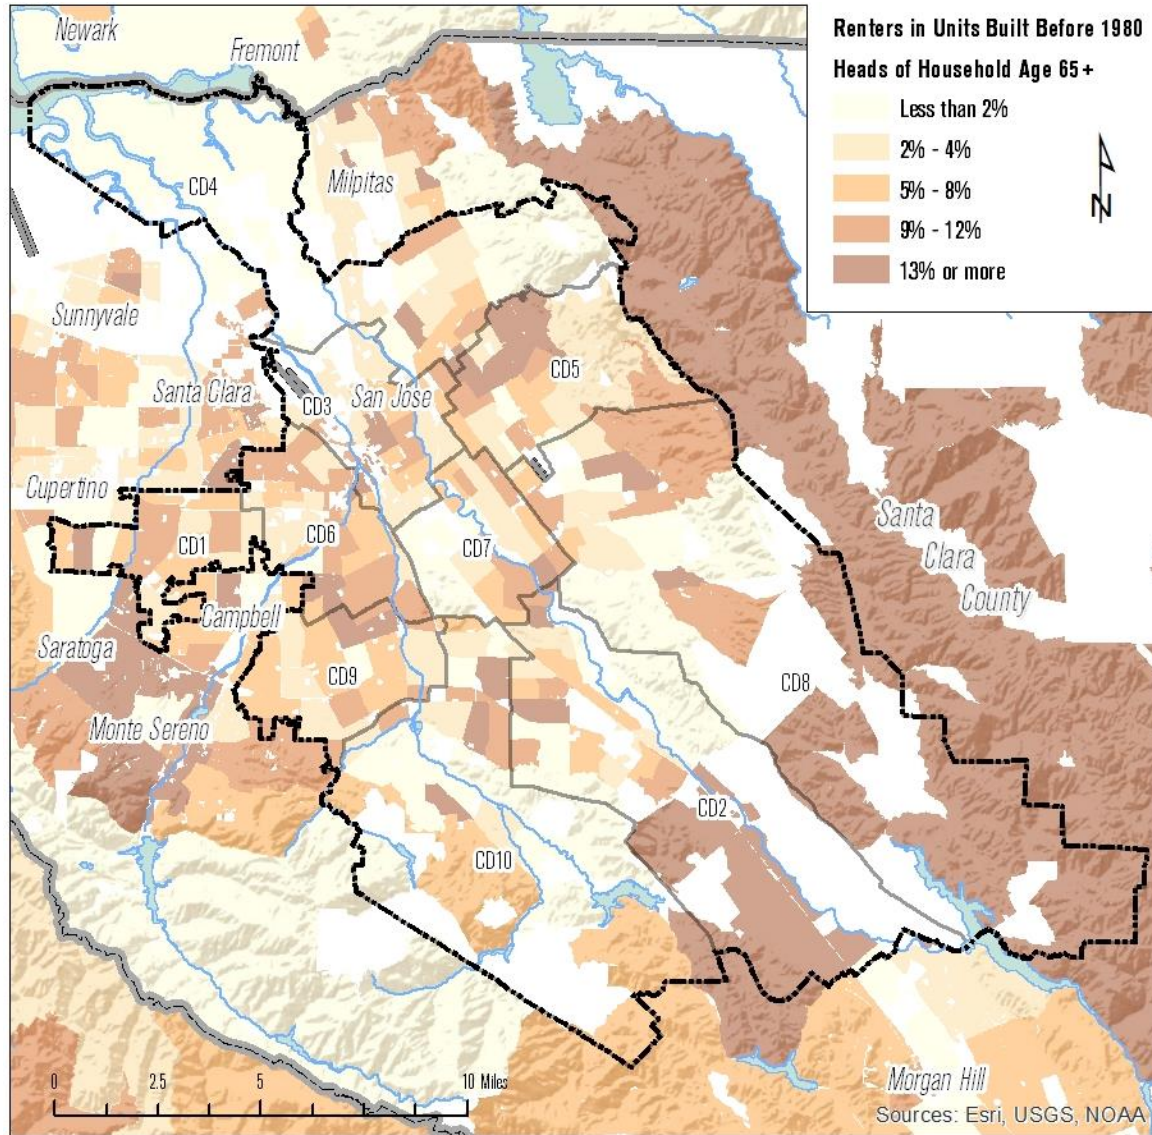 Renters in Units Built Before 1980
Heads of Household Age 65+
Less than 2%
2% - 4%
5% - 8%
9% - 12%
13% or more
N
Newark
Fremont
CD4
Milpitas
Sunnyvale
Santa Clara
CD3
San Jose
CD5
Cupertino
CD1
CD6
CD7
Santa
Clara
County
Campbell
Saratoga
CD9
CD8
Monte Sereno
CD2
CD10
Morgan Hill
0 2.5 5 10 Miles
Sources: Esri, USGS, NOAA